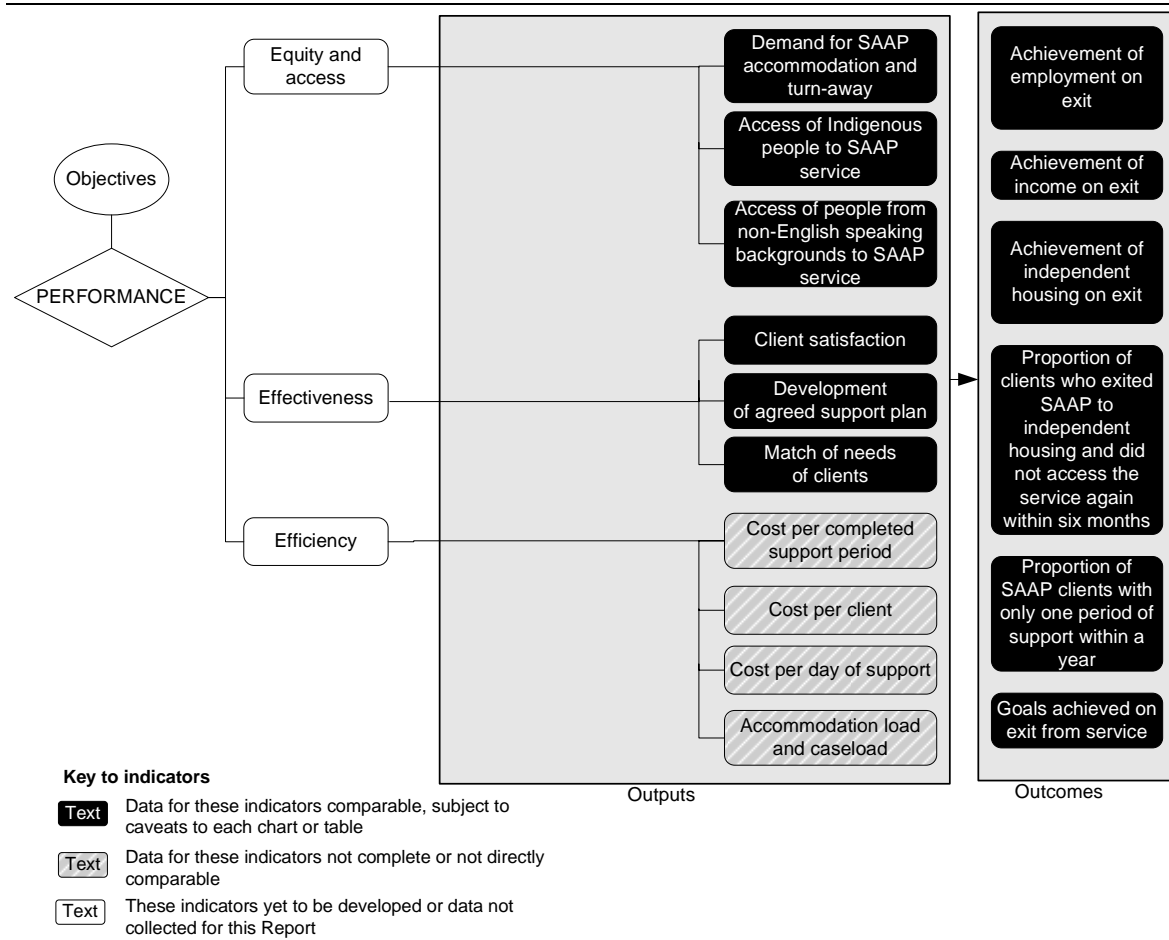 Objectives
PERFORMANCE
Equity and
access
Effectiveness
Efficiency
Demand for SAAP
accommodation and
turn-away
Access of Indigenous
people to SAAP
service
Access of people from
non-English speaking
backgrounds to SAAP
service
Client satisfaction
Development
of agreed support plan
Match of needs
of clients
Cost per completed
support period
Cost per client
Cost per day of support
Accommodation load
and caseload
Outputs
Achievement of
employment on
exit
Achievement of
income on exit
Achievement of
independent
housing on exit
Proportion of
clients who exited
SAAP to
independent
housing and did
not access the
service again
within six months
Proportion of
SAAP clients with
only one period of
support within a
year
Goals achieved on
exit from service
Outcomes
Key to indicators
Text Data for these indicators comparable, subject to
caveats to each chart or table
Text Data for these indicators not complete or not directly
comparable
Text These indicators yet to be developed or data not
collected for this Report